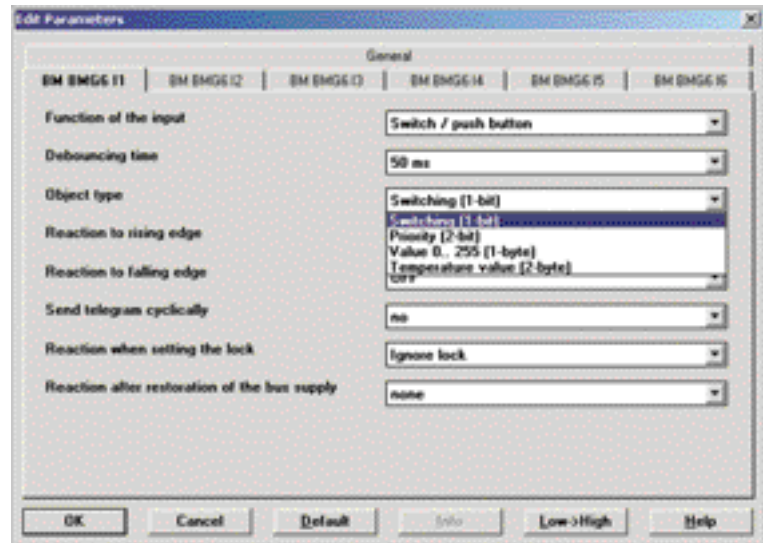 Edit Parameters
General
BM BMG6 I1 BM BMG6 I2 BM BMG6 I3 BM BMG6 I4 BM BMG6 I5 BM BMG6 I6
Function of the input Switch / push button
Debouncing time 50 ms
Object type Switching (1-bit)
Switching (1-bit)
Reaction to rising edge Priority (2-bit)
Value 0.. 255 (1-byte)
Reaction to falling edge Temperature value (2-byte)
OFF
Send telegram cyclically no
Reaction when setting the lock Ignore lock
Reaction after restoration of the bus supply none
OK Cancel Default Info Low->High Help